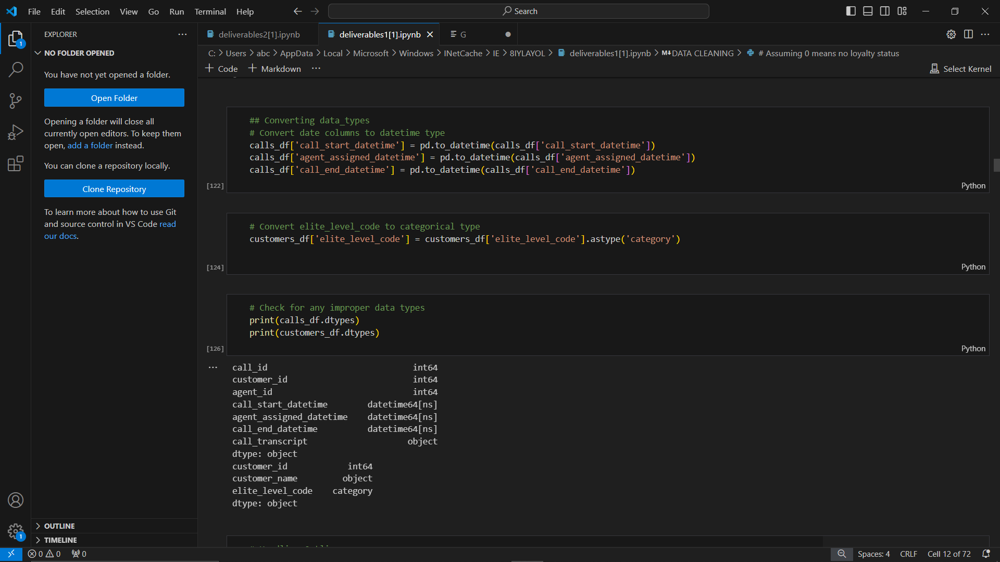 File Edit Selection View Go Run Terminal Help Search
EXPLORER
1
NO FOLDER OPENED
You have not yet opened a folder.
Open Folder
Opening a folder will close all
currently open editors. To keep them
open, add a folder instead.
You can clone a repository locally.
Clone Repository
To learn more about how to use Git
and source control in VS Code read
our docs.
OUTLINE
1
TIMELINE
deliverables2[1].ipynb deliverables1[1].ipynb G
C: > Users > abc > AppData > Local > Microsoft > Windows > INetCache > IE > 8IYLAYOL > deliverables1[1].ipynb > M↓DATA CLEANING > # Assuming 0 means no loyalty status
+ Code + Markdown ... Select Kernel
## Converting data_types
# Convert date columns to datetime type
calls_df['call_start_datetime'] = pd.to_datetime(calls_df['call_start_datetime'])
calls_df['agent_assigned_datetime'] = pd.to_datetime(calls_df['agent_assigned_datetime'])
calls_df['call_end_datetime'] = pd.to_datetime(calls_df['call_end_datetime'])
[122] Python
# Convert elite_level_code to categorical type
customers_df['elite_level_code'] = customers_df['elite_level_code'].astype('category')
[124] Python
# Check for any improper data types
print(calls_df.dtypes)
print(customers_df.dtypes)
[126] Python
... call_id int64
customer_id int64
agent_id int64
call_start_datetime datetime64[ns]
agent_assigned_datetime datetime64[ns]
call_end_datetime datetime64[ns]
call_transcript object
dtype: object
customer_id int64
customer_name object
elite_level_code category
dtype: object
0 0 0 Spaces: 4 CRLF Cell 12 of 72